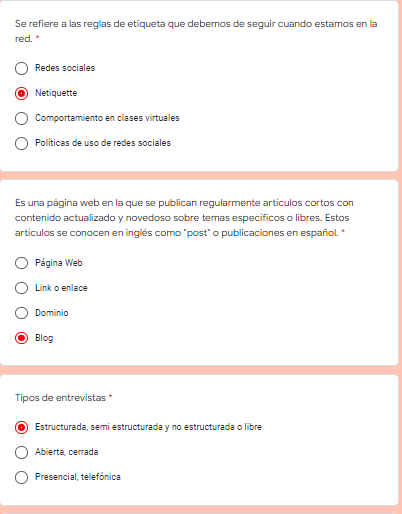 Se refiere a las reglas de etiqueta que debemos de seguir cuando estamos en la
red. *
Redes sociales
Netiquette
Comportamiento en clases virtuales
Políticas de uso de redes sociales
Es una página web en la que se publican regularmente artículos cortos con
contenido actualizado y novedoso sobre temas específicos o libres. Estos
artículos se conocen en inglés como "post" o publicaciones en español. *
Página Web
Link o enlace
Dominio
Blog
Tipos de entrevistas *
Estructurada, semi estructurada y no estructurada o libre
Abierta, cerrada
Presencial, telefónica